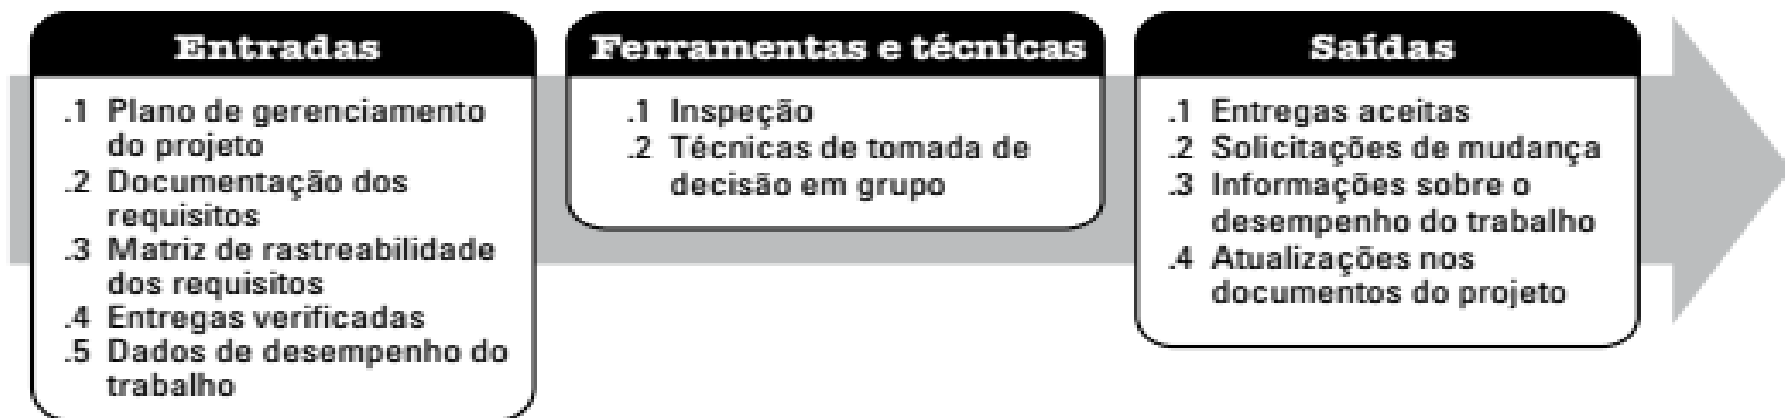 Entradas
.1 Plano de gerenciamento
do projeto
.2 Documentação dos
requisitos
.3 Matriz de rastreabilidade
dos requisitos
.4 Entregas verificadas
.5 Dados de desempenho do
trabalho
Ferramentas e técnicas
.1 Inspeção
.2 Técnicas de tomada de
decisão em grupo
Saídas
.1 Entregas aceitas
.2 Solicitações de mudança
.3 Informações sobre o
desempenho do trabalho
.4 Atualizações nos
documentos do projeto